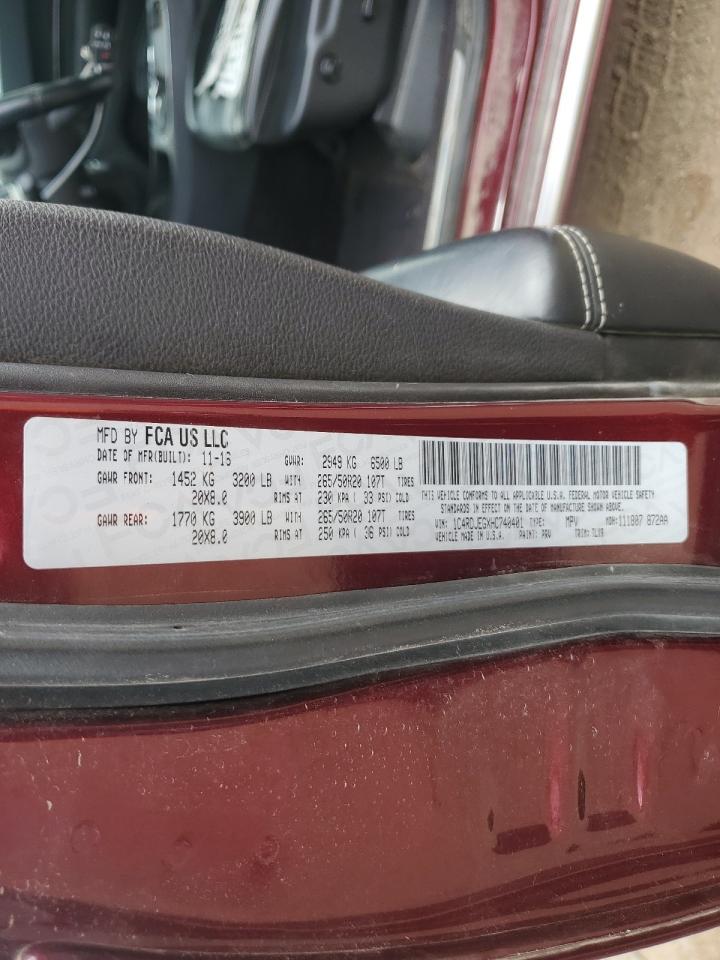 MFD BY FCA US LLC
DATE OF MFR(BUILT): 11-16 GVWR: 2949 KG 6500 LB
GAWR FRONT: 1452 KG 3200 LB WITH 265/50R20 107T TIRES
20X8.0 RIMS AT 230 KPA ( 33 PSI) COLD
GAWR REAR: 1770 KG 3900 LB WITH 265/50R20 107T TIRES
20X8.0 RIMS AT 250 KPA ( 36 PSI) COLD
THIS VEHICLE CONFORMS TO ALL APPLICABLE U.S.A. FEDERAL MOTOR VEHICLE SAFETY
STANDARDS IN EFFECT ON THE DATE OF MANUFACTURE SHOWN ABOVE.
VIN: 1C4RDJEGXHC740401 TYPE: MPV MDH:111807 872AA
VEHICLE MADE IN U.S.A. PAINT: PRV TRIM: